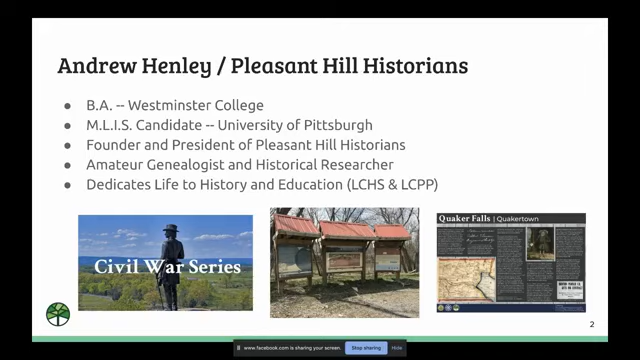 Andrew Henley / Pleasant Hill Historians
● B.A. -- Westminster College
● M.L.I.S. Candidate -- University of Pittsburgh
● Founder and President of Pleasant Hill Historians
● Amateur Genealogist and Historical Researcher
● Dedicates Life to History and Education (LCHS & LCPP)
Civil War Series
Quaker Falls | Quakertown
2
www.facebook.com is sharing your screen. Stop sharing Hide